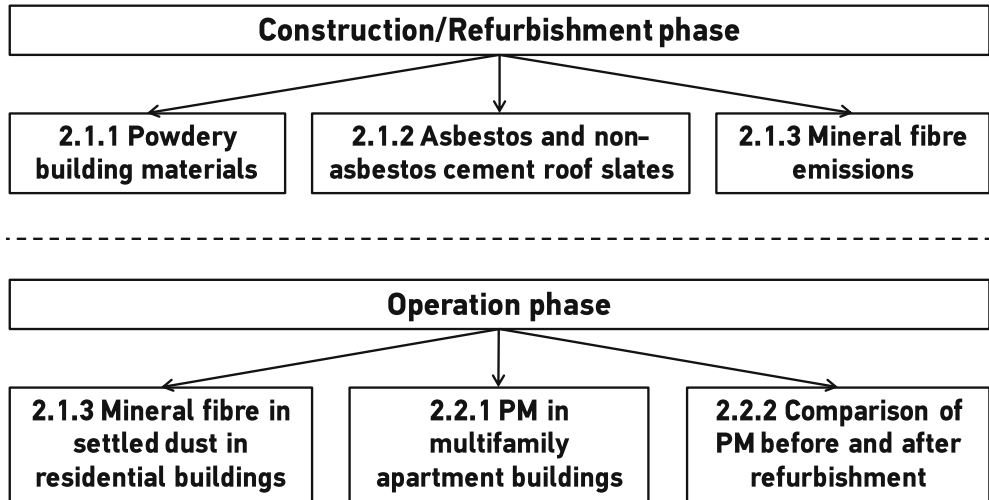 Construction/Refurbishment phase
2.1.1 Powdery
building materials
2.1.2 Asbestos and non–
asbestos cement roof slates
2.1.3 Mineral fibre
emissions
Operation phase
2.1.3 Mineral fibre in
settled dust in
residential buildings
2.2.1 PM in
multifamily
apartment buildings
2.2.2 Comparison of
PM before and after
refurbishment